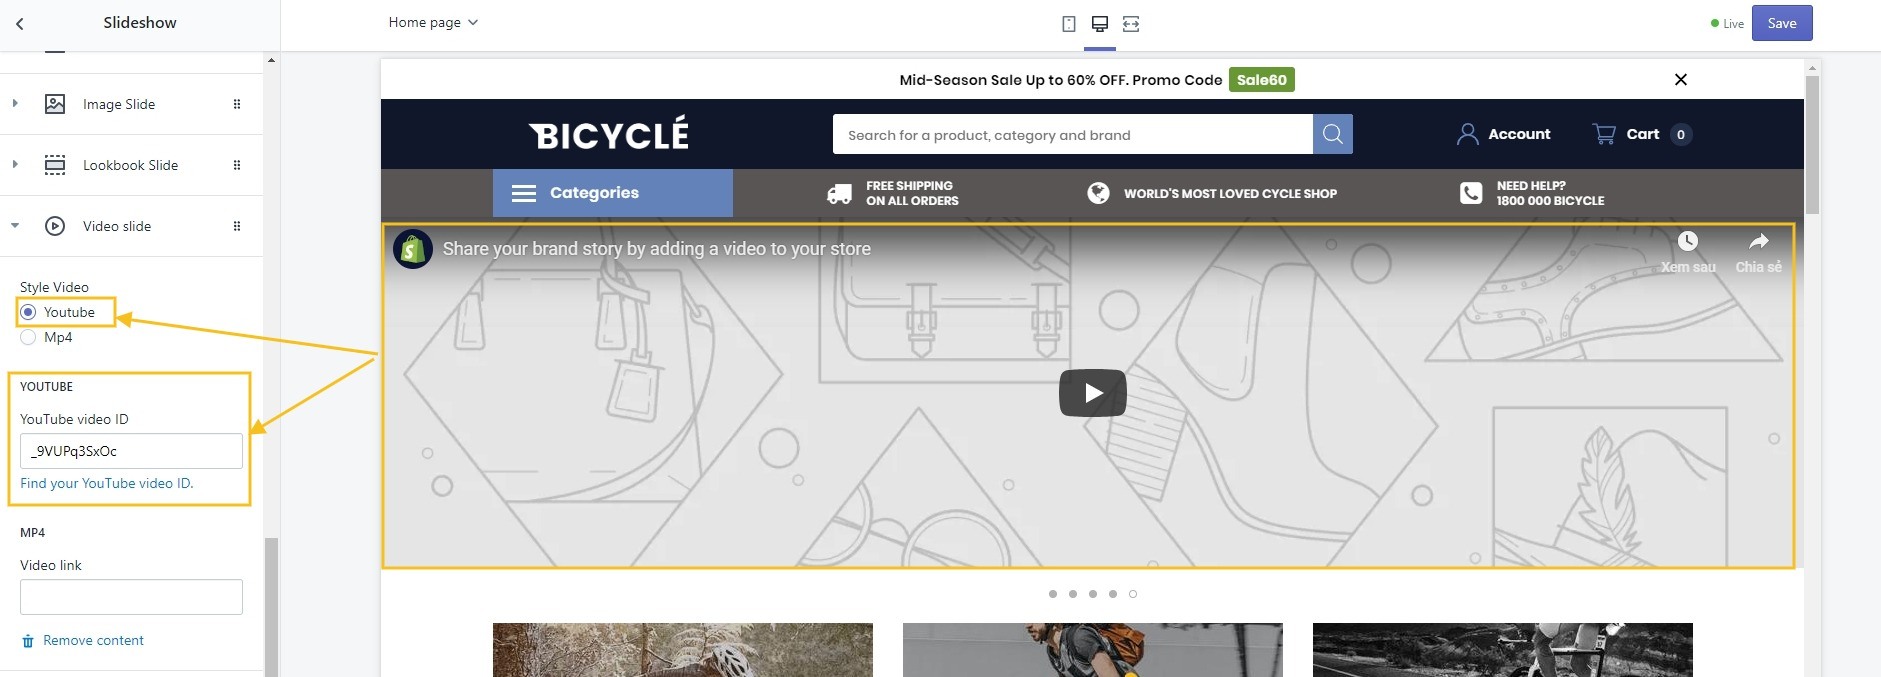 Slideshow
Home page
Live
Save
Image Slide
Lookbook Slide
Video slide
Style Video
Youtube
Mp4
YOUTUBE
YouTube video ID
_9VUPq3SxOc
Find your YouTube video ID.
MP4
Video link
Remove content
Mid-Season Sale Up to 60% OFF. Promo Code Sale60
BICYCLÉ
Search for a product, category and brand
Account
Cart 0
Categories
FREE SHIPPING
ON ALL ORDERS
WORLD'S MOST LOVED CYCLE SHOP
NEED HELP?
1800 000 BICYCLE
Share your brand story by adding a video to your store
Xem sau
Chia sẻ